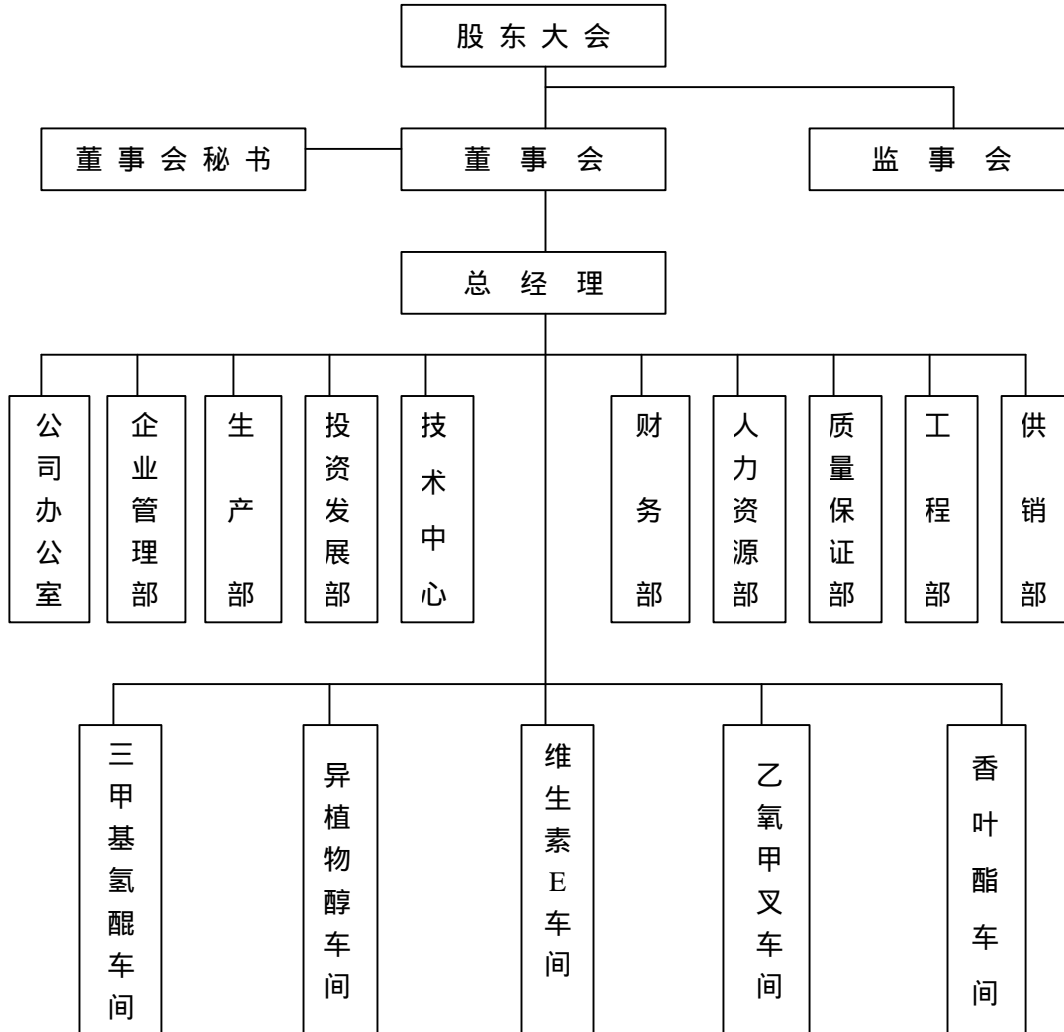 股东大会
董事会秘书
董事会
监事会
总经理
公司办公室
企业管理部
生产部
投资发展部
技术中心
财务部
人力资源部
质量保证部
工程部
供销部
三甲基氢醌车间
异植物醇车间
维生素E车间
乙氧甲叉车间
香叶酯车间